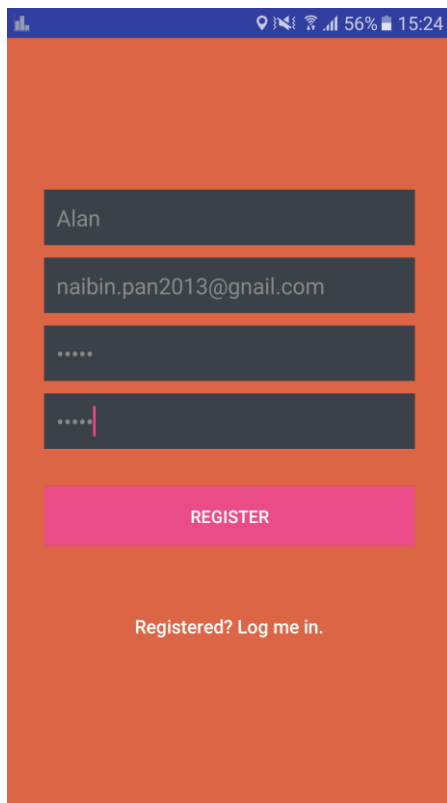 56% 15:24
Alan
naibin.pan2013@gnail.com
•••••
•••••
REGISTER
Registered? Log me in.